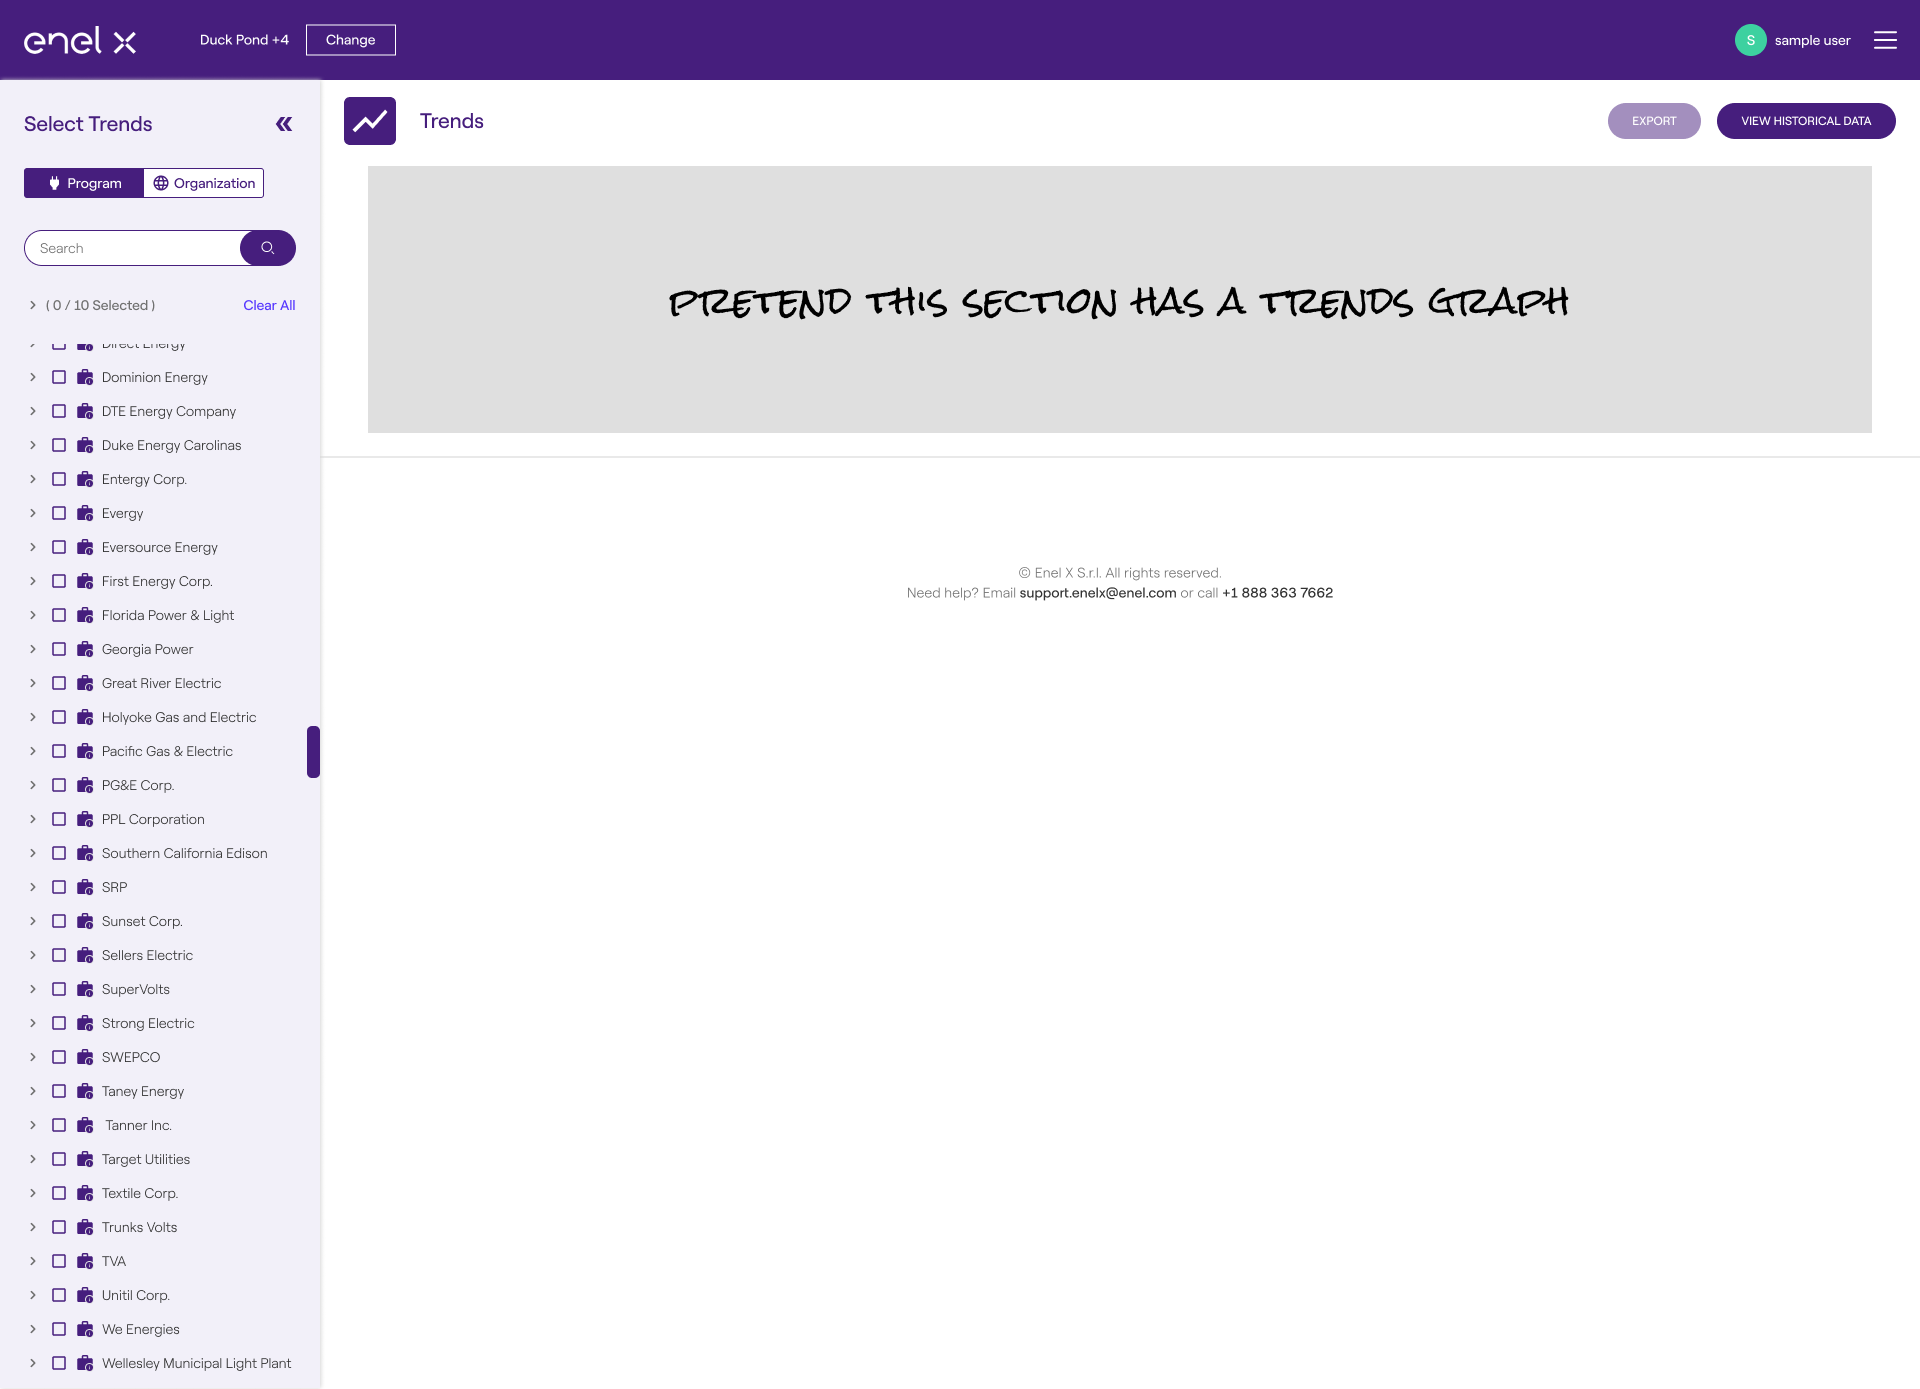 enel x
Duck Pond +4
Change
S
sample user
Select Trends
Program
Organization
Search
( 0 / 10 Selected )
Clear All
Direct Energy
Dominion Energy
DTE Energy Company
Duke Energy Carolinas
Entergy Corp.
Evergy
Eversource Energy
First Energy Corp.
Florida Power & Light
Georgia Power
Great River Electric
Holyoke Gas and Electric
Pacific Gas & Electric
PG&E Corp.
PPL Corporation
Southern California Edison
SRP
Sunset Corp.
Sellers Electric
SuperVolts
Strong Electric
SWEPCO
Taney Energy
Tanner Inc.
Target Utilities
Textile Corp.
Trunks Volts
TVA
Unitil Corp.
We Energies
Wellesley Municipal Light Plant
Trends
EXPORT
VIEW HISTORICAL DATA
PRETEND THIS SECTION HAS A TRENDS GRAPH
© Enel X S.r.l. All rights reserved.
Need help? Email support.enelx@enel.com or call +1 888 363 7662